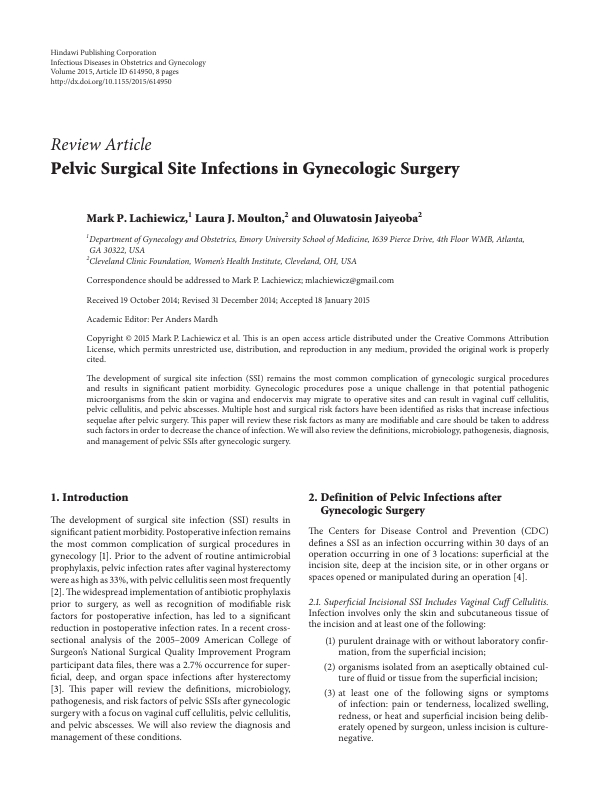 Hindawi Publishing Corporation
Infectious Diseases in Obstetrics and Gynecology
Volume 2015, Article ID 614950, 8 pages
http://dx.doi.org/10.1155/2015/614950
Review Article
Pelvic Surgical Site Infections in Gynecologic Surgery
Mark P. Lachiewicz,1 Laura J. Moulton,2 and Oluwatosin Jaiyeoba2
1Department of Gynecology and Obstetrics, Emory University School of Medicine, 1639 Pierce Drive, 4th Floor WMB, Atlanta,
GA 30322, USA
2Cleveland Clinic Foundation, Women's Health Institute, Cleveland, OH, USA
Correspondence should be addressed to Mark P. Lachiewicz; mlachiewicz@gmail.com
Received 19 October 2014; Revised 31 December 2014; Accepted 18 January 2015
Academic Editor: Per Anders Mardh
Copyright © 2015 Mark P. Lachiewicz et al. This is an open access article distributed under the Creative Commons Attribution
License, which permits unrestricted use, distribution, and reproduction in any medium, provided the original work is properly
cited.
The development of surgical site infection (SSI) remains the most common complication of gynecologic surgical procedures
and results in significant patient morbidity. Gynecologic procedures pose a unique challenge in that potential pathogenic
microorganisms from the skin or vagina and endocervix may migrate to operative sites and can result in vaginal cuff cellulitis,
pelvic cellulitis, and pelvic abscesses. Multiple host and surgical risk factors have been identified as risks that increase infectious
sequelae after pelvic surgery. This paper will review these risk factors as many are modifiable and care should be taken to address
such factors in order to decrease the chance of infection. We will also review the definitions, microbiology, pathogenesis, diagnosis,
and management of pelvic SSIs after gynecologic surgery.
1. Introduction
The development of surgical site infection (SSI) results in
significant patient morbidity. Postoperative infection remains
the most common complication of surgical procedures in
gynecology [1]. Prior to the advent of routine antimicrobial
prophylaxis, pelvic infection rates after vaginal hysterectomy
were as high as 33%, with pelvic cellulitis seen most frequently
[2]. The widespread implementation of antibiotic prophylaxis
prior to surgery, as well as recognition of modifiable risk
factors for postoperative infection, has led to a significant
reduction in postoperative infection rates. In a recent cross-
sectional analysis of the 2005–2009 American College of
Surgeon's National Surgical Quality Improvement Program
participant data files, there was a 2.7% occurrence for super-
ficial, deep, and organ space infections after hysterectomy
[3]. This paper will review the definitions, microbiology,
pathogenesis, and risk factors of pelvic SSIs after gynecologic
surgery with a focus on vaginal cuff cellulitis, pelvic cellulitis,
and pelvic abscesses. We will also review the diagnosis and
management of these conditions.
2. Definition of Pelvic Infections after
Gynecologic Surgery
The Centers for Disease Control and Prevention (CDC)
defines a SSI as an infection occurring within 30 days of an
operation occurring in one of 3 locations: superficial at the
incision site, deep at the incision site, or in other organs or
spaces opened or manipulated during an operation [4].
2.1. Superficial Incisional SSI Includes Vaginal Cuff Cellulitis.
Infection involves only the skin and subcutaneous tissue of
the incision and at least one of the following:
(1) purulent drainage with or without laboratory confir-
mation, from the superficial incision;
(2) organisms isolated from an aseptically obtained cul-
ture of fluid or tissue from the superficial incision;
(3) at least one of the following signs or symptoms
of infection: pain or tenderness, localized swelling,
redness, or heat and superficial incision being delib-
erately opened by surgeon, unless incision is culture-
negative.